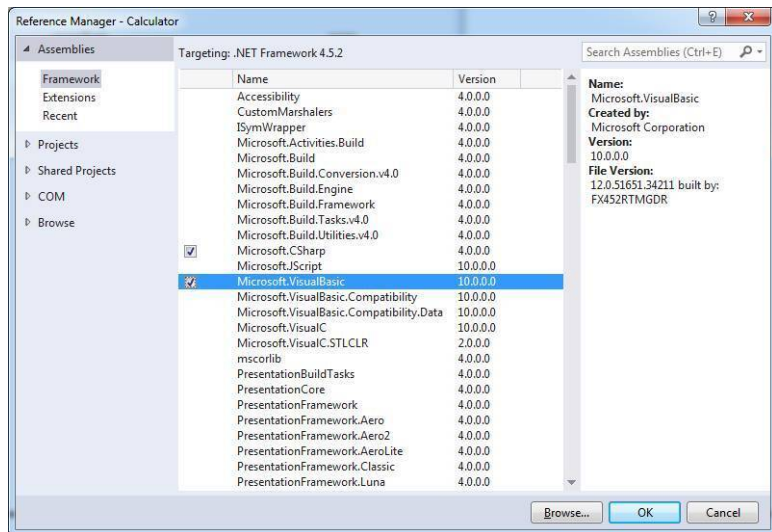 Reference Manager - Calculator
Assemblies
Framework
Extensions
Recent
Projects
Shared Projects
COM
Browse
Targeting: .NET Framework 4.5.2
Search Assemblies (Ctrl+E)
Name Version
Accessibility 4.0.0.0
CustomMarshalers 4.0.0.0
ISymWrapper 4.0.0.0
Microsoft.Activities.Build 4.0.0.0
Microsoft.Build 4.0.0.0
Microsoft.Build.Conversion.v4.0 4.0.0.0
Microsoft.Build.Engine 4.0.0.0
Microsoft.Build.Framework 4.0.0.0
Microsoft.Build.Tasks.v4.0 4.0.0.0
Microsoft.Build.Utilities.v4.0 4.0.0.0
Microsoft.CSharp 4.0.0.0
Microsoft.JScript 10.0.0.0
Microsoft.VisualBasic 10.0.0.0
Microsoft.VisualBasic.Compatibility 10.0.0.0
Microsoft.VisualBasic.Compatibility.Data 10.0.0.0
Microsoft.VisualC 10.0.0.0
Microsoft.VisualC.STLCLR 2.0.0.0
mscorlib 4.0.0.0
PresentationBuildTasks 4.0.0.0
PresentationCore 4.0.0.0
PresentationFramework 4.0.0.0
PresentationFramework.Aero 4.0.0.0
PresentationFramework.Aero2 4.0.0.0
PresentationFramework.AeroLite 4.0.0.0
PresentationFramework.Classic 4.0.0.0
PresentationFramework.Luna 4.0.0.0
Name:
Microsoft.VisualBasic
Created by:
Microsoft Corporation
Version:
10.0.0.0
File Version:
12.0.51651.34211 built by:
FX452RTMGDR
Browse... OK Cancel